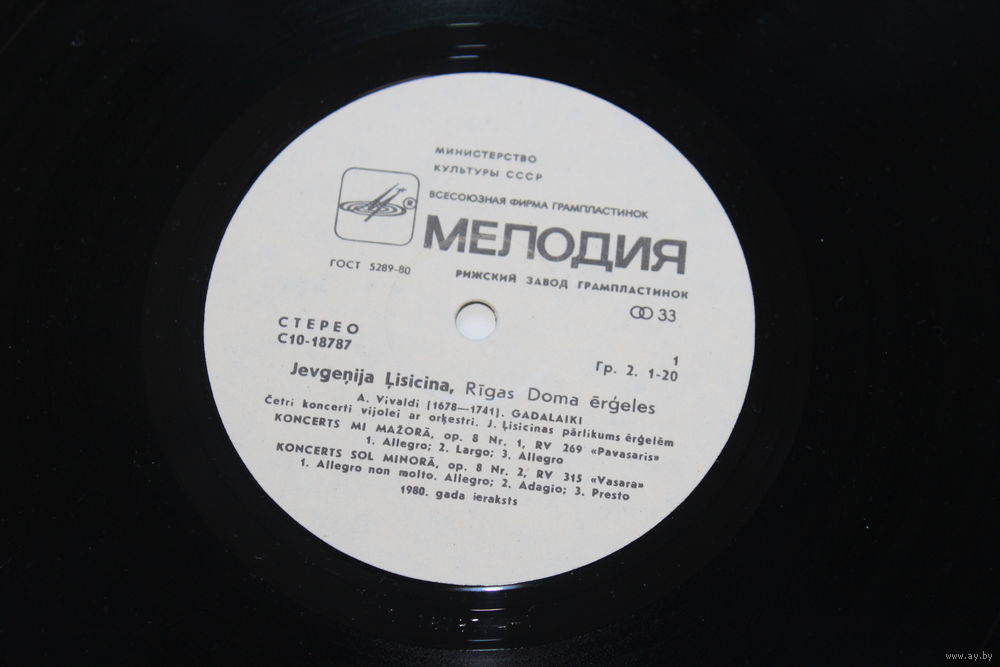 МИНИСТЕРСТВО
КУЛЬТУРЫ СССР
ВСЕСОЮЗНАЯ ФИРМА ГРАМПЛАСТИНОК
®
МЕЛОДИЯ
ГОСТ 5289-80
РИЖСКИЙ ЗАВОД ГРАМПЛАСТИНОК
33
СТЕРЕО
С10-18787
1
Гр. 2. 1-20
Jevgeņija Ļisicina, Rīgas Doma ērģeles
A. Vivaldi (1678—1741). GADALAIKI
Četri koncerti vijolei ar orķestri. J. Ļisicinas pārlikums ērģelēm
KONCERTS MI MAŽORĀ, op. 8 Nr. 1, RV 269 «Pavasaris»
1. Allegro; 2. Largo; 3. Allegro
KONCERTS SOL MINORĀ, op. 8 Nr. 2, RV 315 «Vasara»
1. Allegro non molto. Allegro; 2. Adagio; 3. Presto
1980. gada ieraksts
www.ay.by